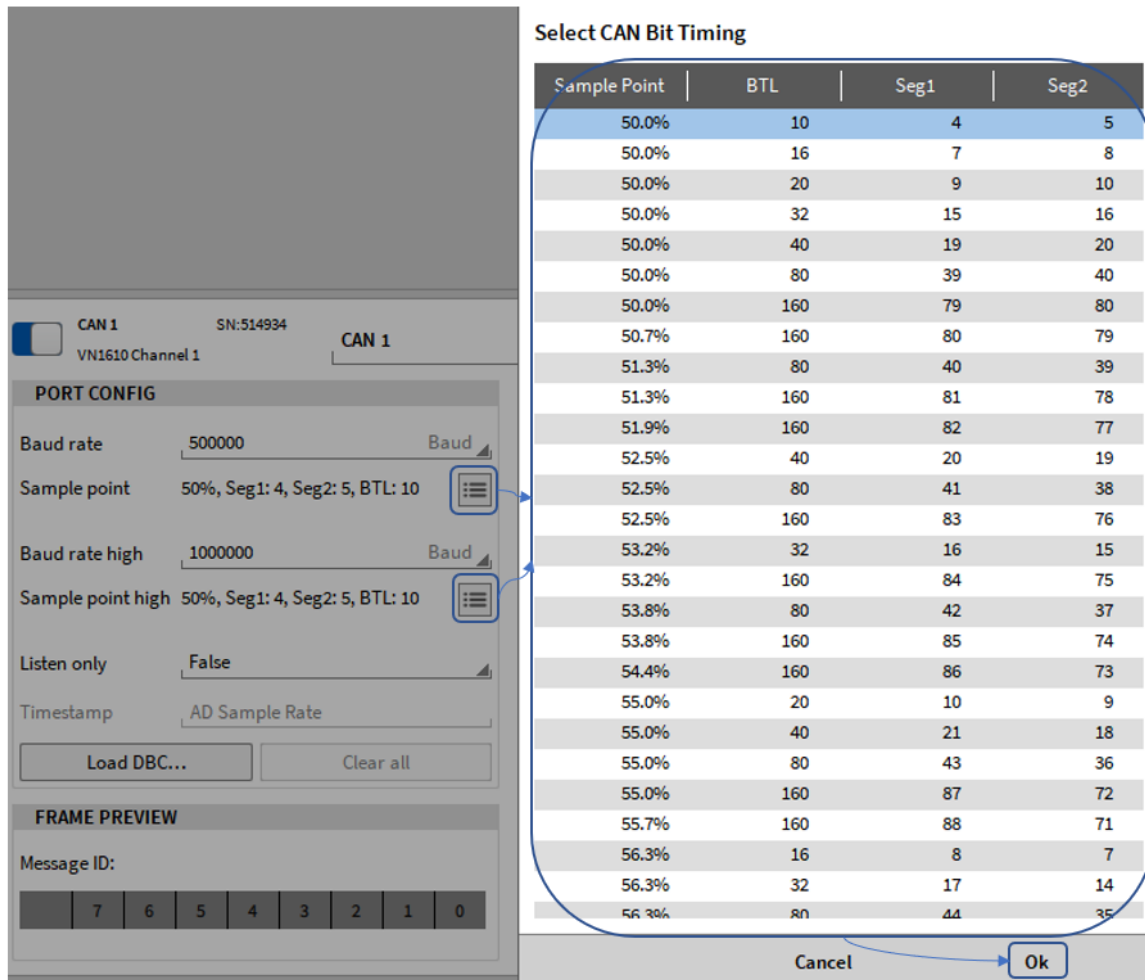 CAN 1 SN:514934
VN1610 Channel 1
CAN 1
PORT CONFIG
Baud rate 500000 Baud
Sample point 50%, Seg1: 4, Seg2: 5, BTL: 10
Baud rate high 1000000 Baud
Sample point high 50%, Seg1: 4, Seg2: 5, BTL: 10
Listen only False
Timestamp AD Sample Rate
Load DBC... Clear all
FRAME PREVIEW
Message ID:
7 6 5 4 3 2 1 0
Select CAN Bit Timing
Sample Point BTL Seg1 Seg2
50.0% 10 4 5
50.0% 16 7 8
50.0% 20 9 10
50.0% 32 15 16
50.0% 40 19 20
50.0% 80 39 40
50.0% 160 79 80
50.7% 160 80 79
51.3% 80 40 39
51.3% 160 81 78
51.9% 160 82 77
52.5% 40 20 19
52.5% 80 41 38
52.5% 160 83 76
53.2% 32 16 15
53.2% 160 84 75
53.8% 80 42 37
53.8% 160 85 74
54.4% 160 86 73
55.0% 20 10 9
55.0% 40 21 18
55.0% 80 43 36
55.0% 160 87 72
55.7% 160 88 71
56.3% 16 8 7
56.3% 32 17 14
56.3% 80 44 35
Cancel Ok